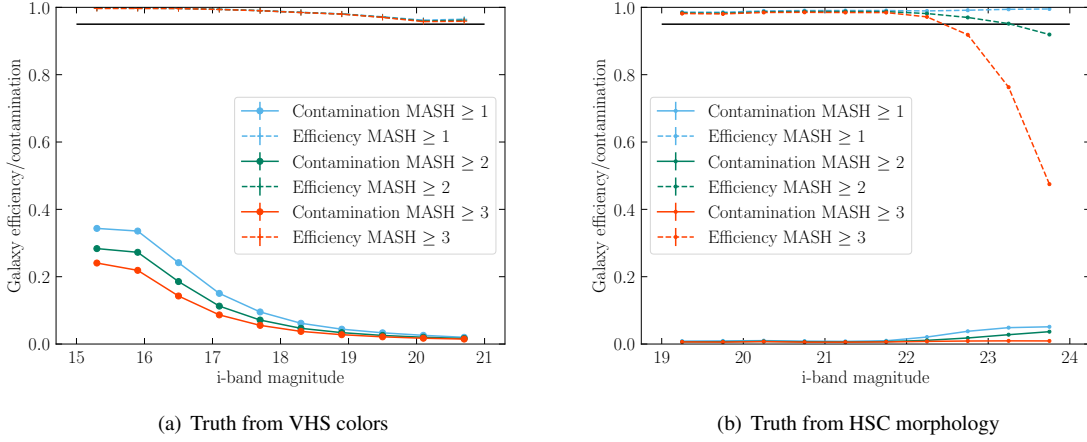 Galaxy efficiency/contamination
1.0
0.8
0.6
0.4
0.2
0.0
Contamination MASH ≥ 1
Efficiency MASH ≥ 1
Contamination MASH ≥ 2
Efficiency MASH ≥ 2
Contamination MASH ≥ 3
Efficiency MASH ≥ 3
15 16 17 18 19 20 21
i-band magnitude
(a) Truth from VHS colors
Galaxy efficiency/contamination
1.0
0.8
0.6
0.4
0.2
0.0
Contamination MASH ≥ 1
Efficiency MASH ≥ 1
Contamination MASH ≥ 2
Efficiency MASH ≥ 2
Contamination MASH ≥ 3
Efficiency MASH ≥ 3
19 20 21 22 23 24
i-band magnitude
(b) Truth from HSC morphology